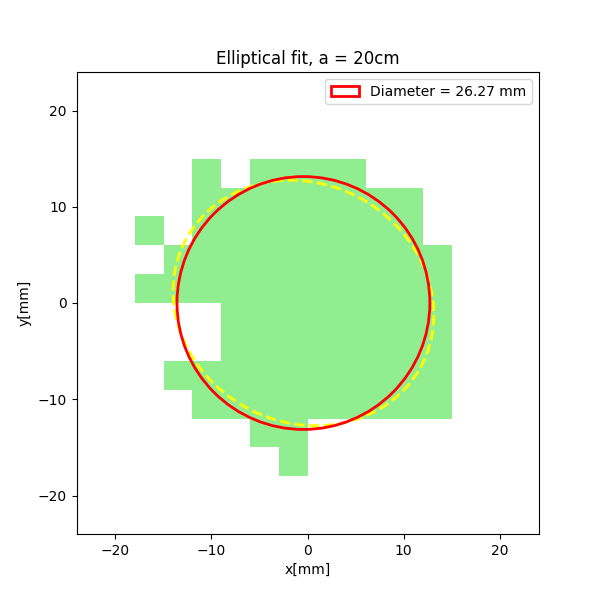 Elliptical fit, a = 20cm
Diameter = 26.27 mm
20
10
0
−10
−20
y[mm]
−20
−10
0
10
20
x[mm]